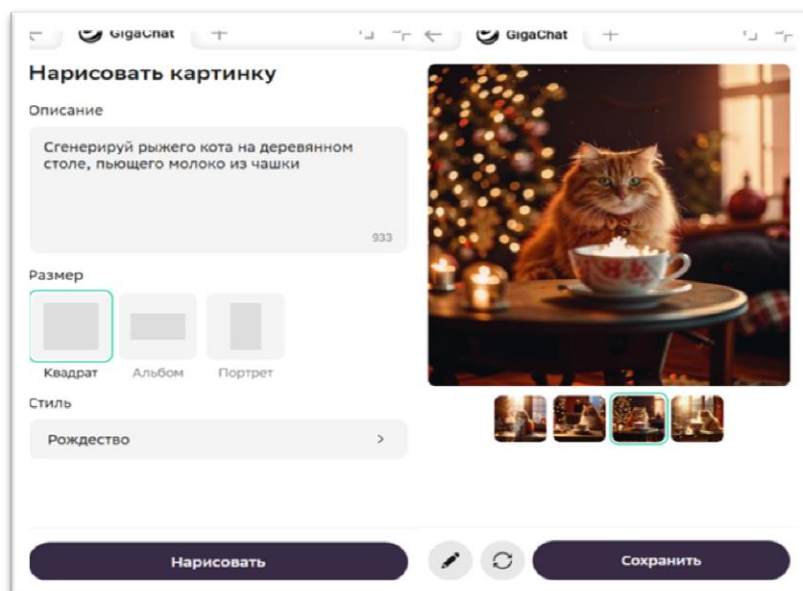 GigaChat
Нарисовать картинку
Описание
Сгенерируй рыжего кота на деревянном
столе, пьющего молоко из чашки
933
Размер
Квадрат
Альбом
Портрет
Стиль
Рождество
Нарисовать
GigaChat
Сохранить